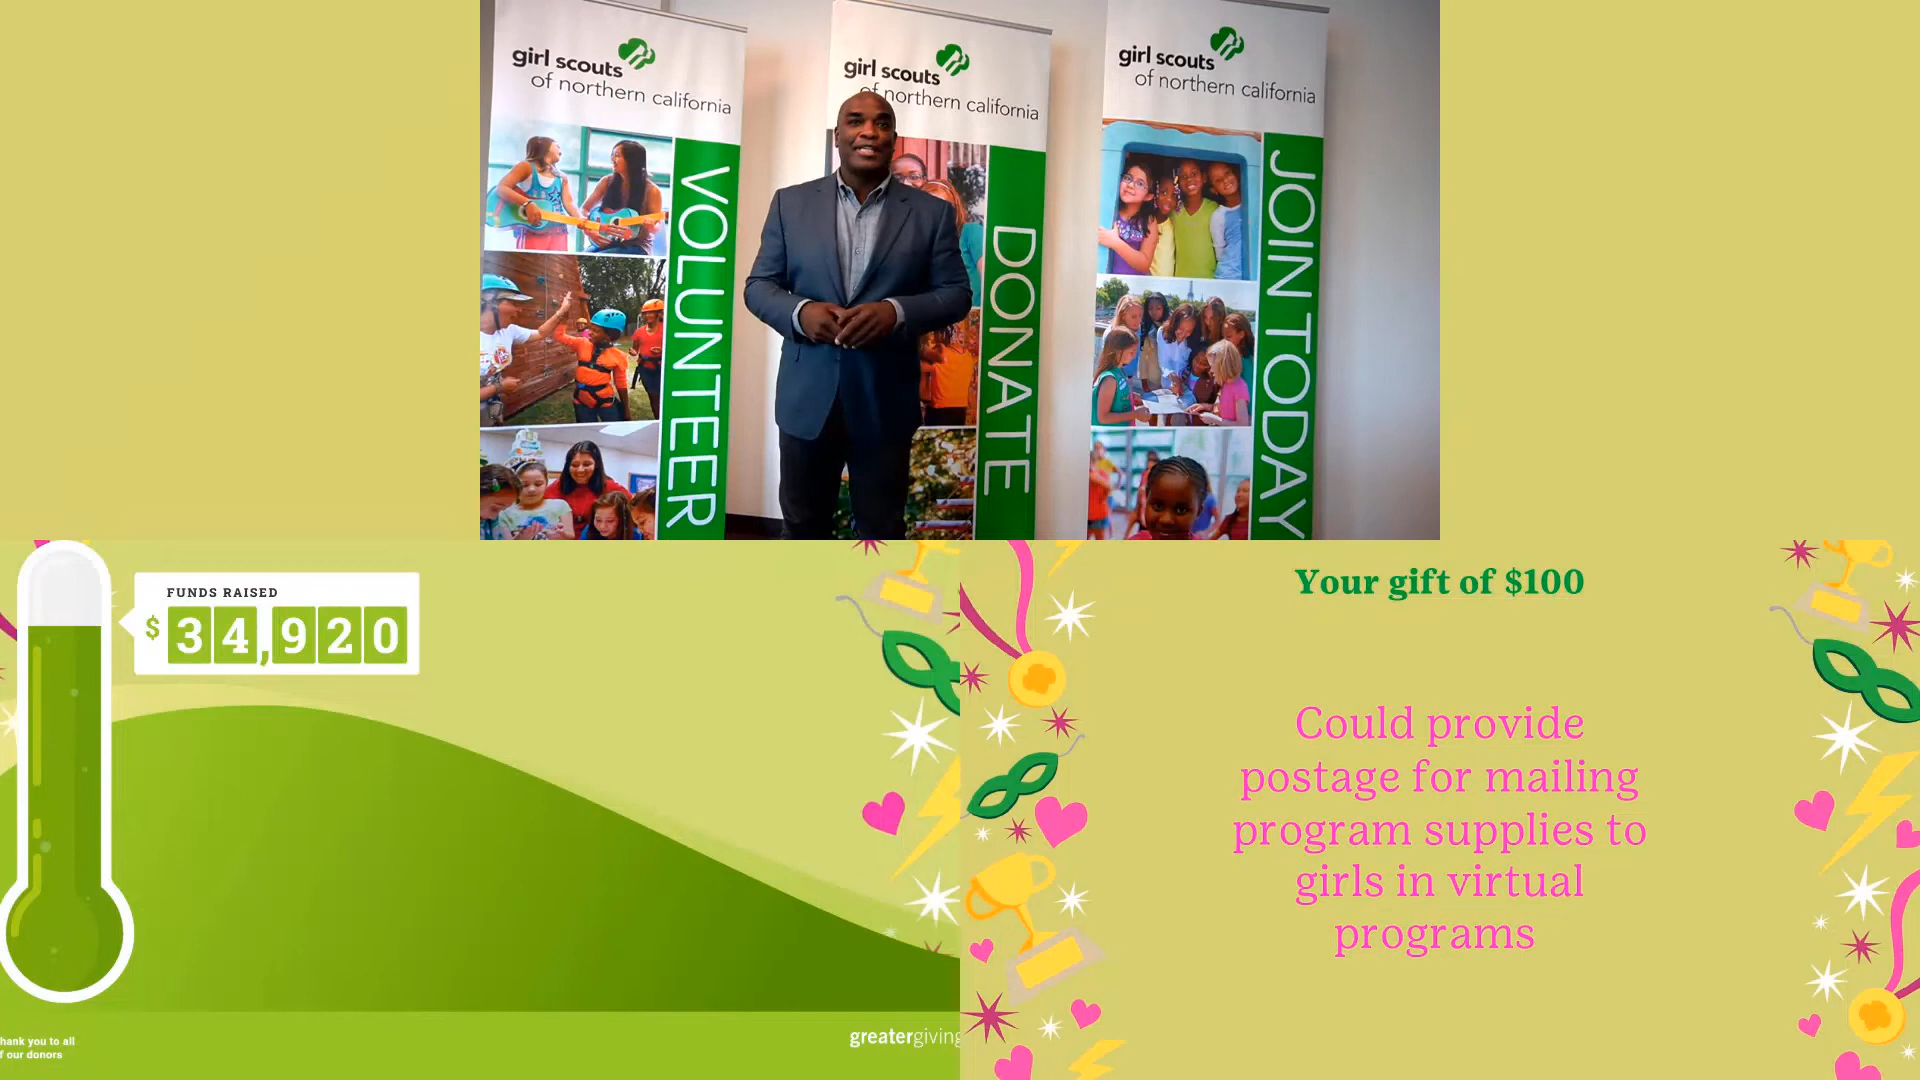 girl scouts
of northern california
VOLUNTEER
girl scouts
of northern california
DONATE
girl scouts
of northern california
JOIN TODAY
FUNDS RAISED
$34,920
hank you to all
f our donors
greatergiving
Your gift of $100
Could provide
postage for mailing
program supplies to
girls in virtual
programs